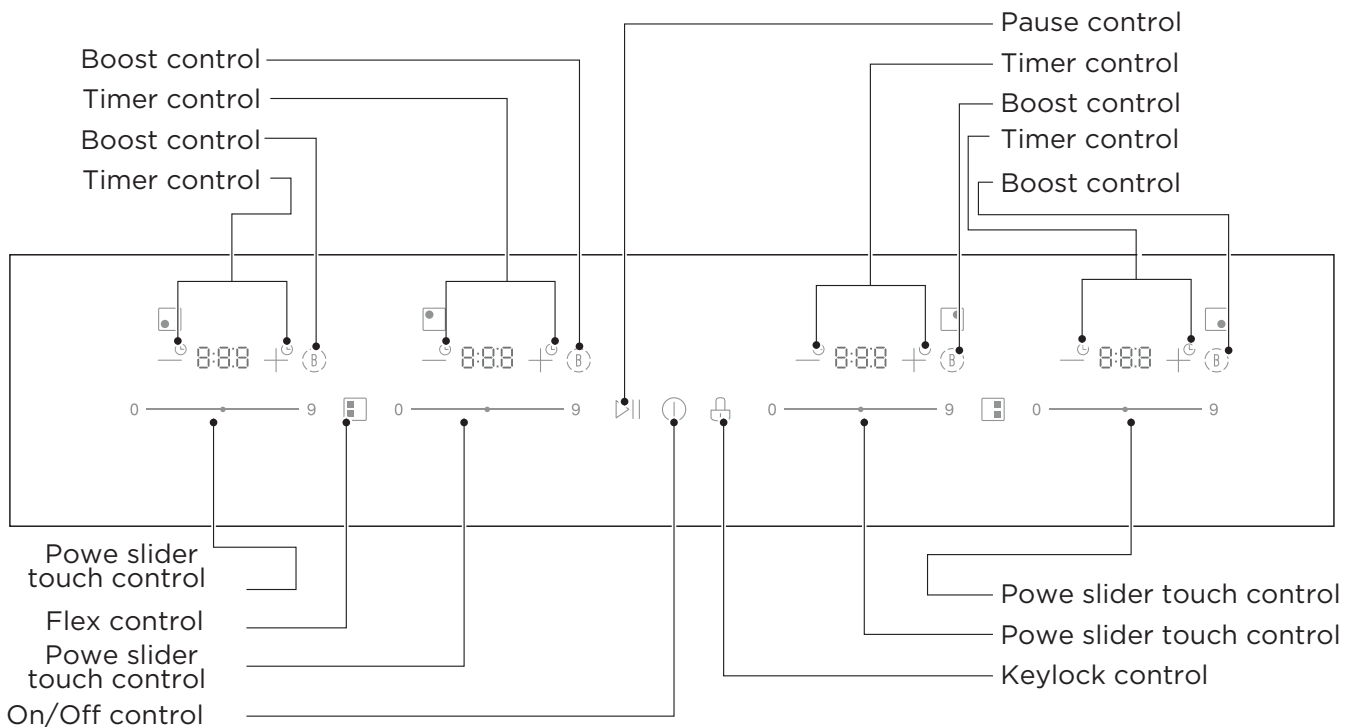 Pause control
Boost control
Timer control
Timer control
Boost control
Boost control
Timer control
Timer control
Boost control
8:8.8 B
8:8.8 B
8:8.8 B
8:8.8 B
0 9
0 9
0 9
0 9
Powe slider
touch control
Flex control
Powe slider
touch control
On/Off control
Powe slider touch control
Powe slider touch control
Keylock control